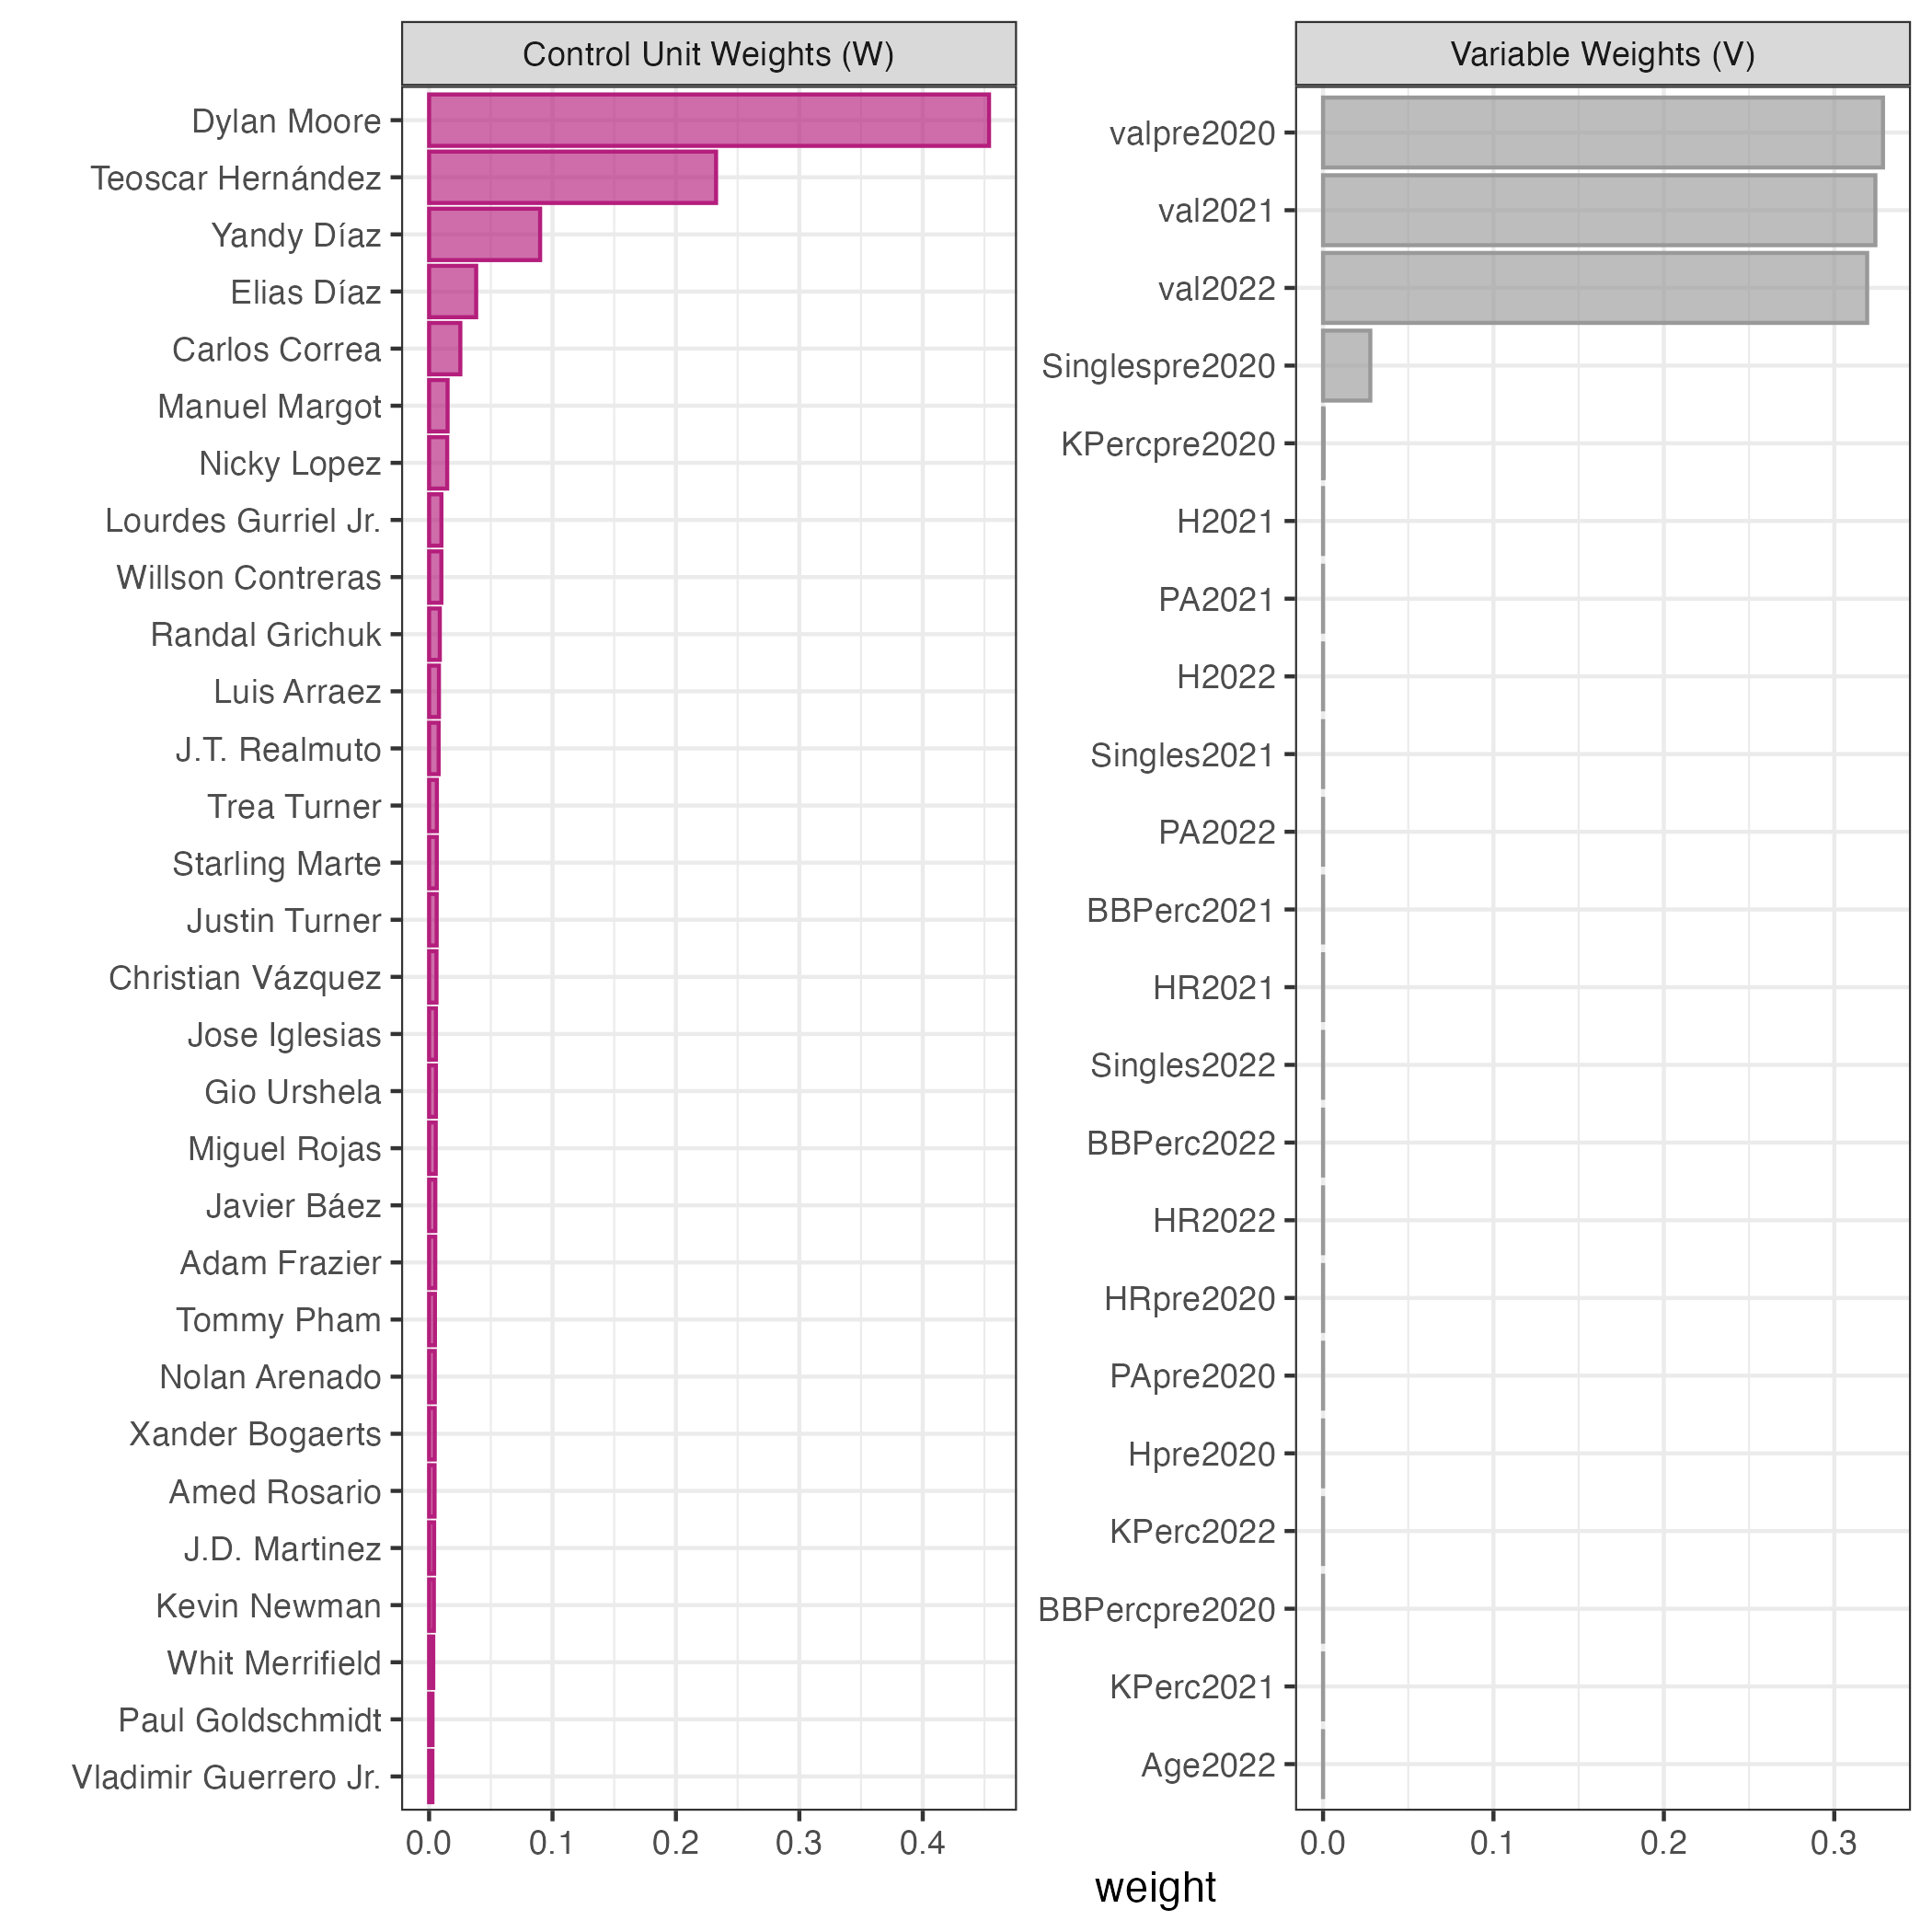 Control Unit Weights (W)
Dylan Moore
Teoscar Hernández
Yandy Díaz
Elias Díaz
Carlos Correa
Manuel Margot
Nicky Lopez
Lourdes Gurriel Jr.
Willson Contreras
Randal Grichuk
Luis Arraez
J.T. Realmuto
Trea Turner
Starling Marte
Justin Turner
Christian Vázquez
Jose Iglesias
Gio Urshela
Miguel Rojas
Javier Báez
Adam Frazier
Tommy Pham
Nolan Arenado
Xander Bogaerts
Amed Rosario
J.D. Martinez
Kevin Newman
Whit Merrifield
Paul Goldschmidt
Vladimir Guerrero Jr.
0.0 0.1 0.2 0.3 0.4
Variable Weights (V)
valpre2020
val2021
val2022
Singlespre2020
KPercpre2020
H2021
PA2021
H2022
Singles2021
PA2022
BBPerc2021
HR2021
Singles2022
BBPerc2022
HR2022
HRpre2020
PApre2020
Hpre2020
KPerc2022
BBPercpre2020
KPerc2021
Age2022
0.0 0.1 0.2 0.3
weight